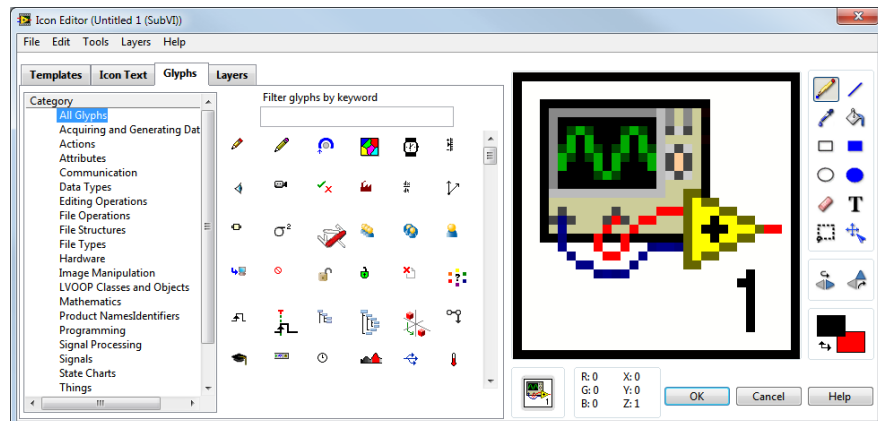 Icon Editor (Untitled 1 (SubVI))
File Edit Tools Layers Help
Templates Icon Text Glyphs Layers
Category
All Glyphs
Acquiring and Generating Dat
Actions
Attributes
Communication
Data Types
Editing Operations
File Operations
File Structures
File Types
Hardware
Image Manipulation
LVOOP Classes and Objects
Mathematics
Product NamesIdentifiers
Programming
Signal Processing
Signals
State Charts
Things
Filter glyphs by keyword
σ²
?
1
T
R: 0 X: 0
G: 0 Y: 0
B: 0 Z: 1
OK Cancel Help